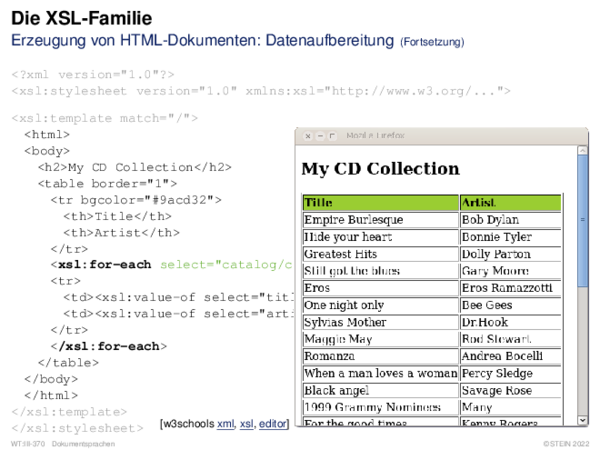 Die XSL-Familie
Erzeugung von HTML-Dokumenten: Datenaufbereitung (Fortsetzung)
<?xml version="1.0"?>
<xsl:stylesheet version="1.0" xmlns:xsl="http://www.w3.org/...">
<xsl:template match="/">
<html>
<body>
<h2>My CD Collection</h2>
<table border="1">
<tr bgcolor="#9acd32">
<th>Title</th>
<th>Artist</th>
</tr>
<xsl:for-each select="catalog/c
<tr>
<td><xsl:value-of select="titl
<td><xsl:value-of select="arti
</tr>
</xsl:for-each>
</table>
</body>
</html>
</xsl:template>
</xsl:stylesheet>
Mozilla Firefox
My CD Collection
Title Artist
Empire Burlesque Bob Dylan
Hide your heart Bonnie Tyler
Greatest Hits Dolly Parton
Still got the blues Gary Moore
Eros Eros Ramazzotti
One night only Bee Gees
Sylvias Mother Dr.Hook
Maggie May Rod Stewart
Romanza Andrea Bocelli
When a man loves a woman Percy Sledge
Black angel Savage Rose
1999 Grammy Nominees Many
For the good times Kenny Rogers
[w3schools xml, xsl, editor]
WT:III-370 Dokumentsprachen
©STEIN 2022